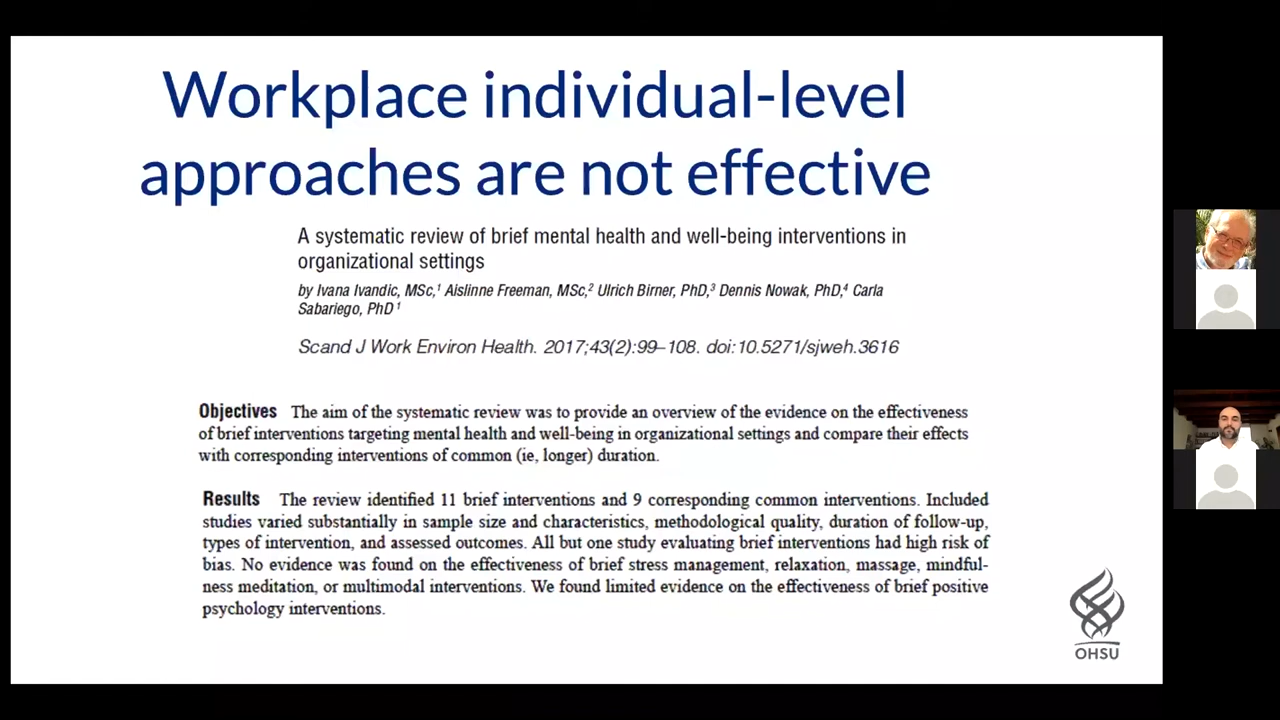 Workplace individual-level
approaches are not effective
A systematic review of brief mental health and well-being interventions in
organizational settings
by Ivana Ivandic, MSc,1 Aislinne Freeman, MSc,2 Ulrich Birner, PhD,3 Dennis Nowak, PhD,4 Carla
Sabariego, PhD 1
Scand J Work Environ Health. 2017;43(2):99–108. doi:10.5271/sjweh.3616
Objectives The aim of the systematic review was to provide an overview of the evidence on the effectiveness
of brief interventions targeting mental health and well-being in organizational settings and compare their effects
with corresponding interventions of common (ie, longer) duration.
Results The review identified 11 brief interventions and 9 corresponding common interventions. Included
studies varied substantially in sample size and characteristics, methodological quality, duration of follow-up,
types of intervention, and assessed outcomes. All but one study evaluating brief interventions had high risk of
bias. No evidence was found on the effectiveness of brief stress management, relaxation, massage, mindful-
ness meditation, or multimodal interventions. We found limited evidence on the effectiveness of brief positive
psychology interventions.
OHSU